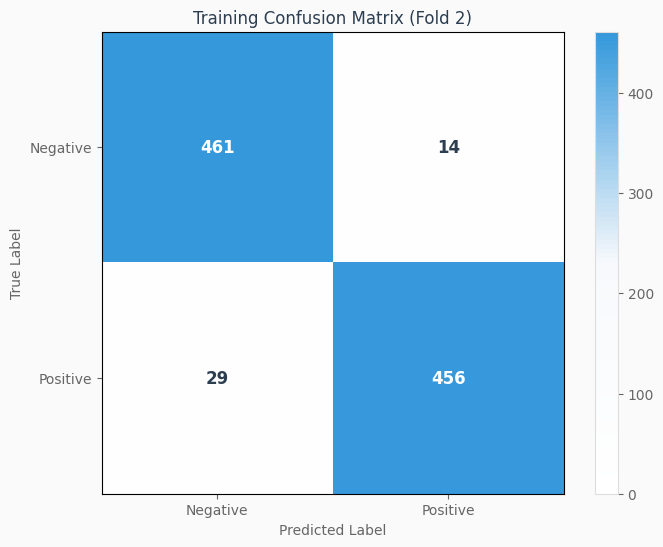 Training Confusion Matrix (Fold 2)
True Label
Negative
461
14
Positive
29
456
Negative
Positive
Predicted Label
400
300
200
100
0